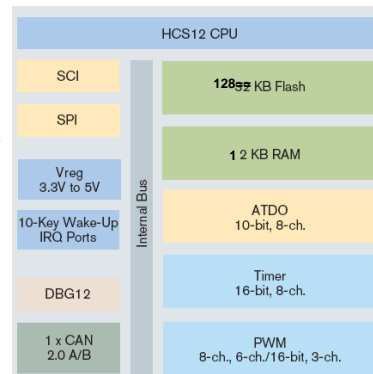 HCS12 CPU
SCI
SPI
Vreg
3.3V to 5V
10-Key Wake-Up
IRQ Ports
DBG12
1 x CAN
2.0 A/B
Internal Bus
128 KB Flash
1 2 KB RAM
ATDO
10-bit, 8-ch.
Timer
16-bit, 8-ch.
PWM
8-ch., 6-ch./16-bit, 3-ch.